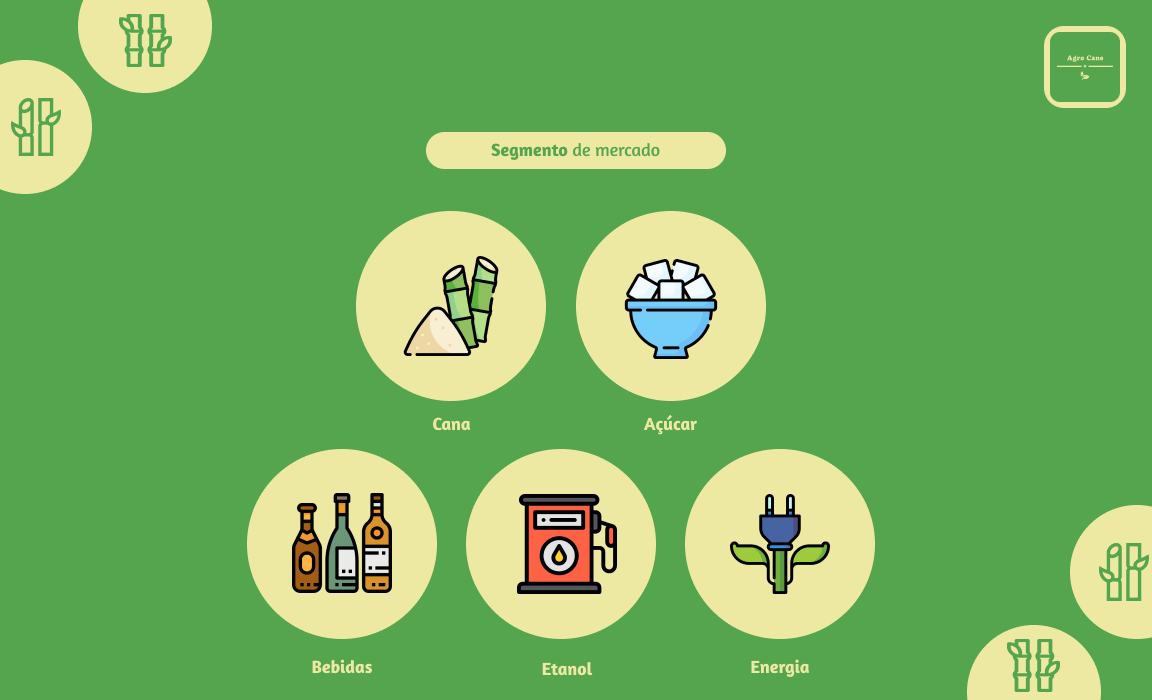 Agro Cane
Segmento de mercado
Cana
Açúcar
Bebidas
Etanol
Energia